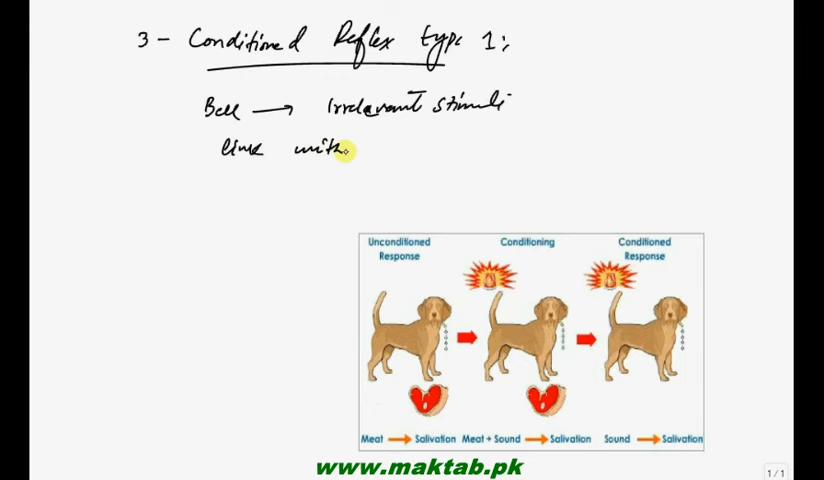 3 - Conditioned Reflex type 1:
Bell → Irrelevant stimuli
link with
Unconditioned Response
Conditioning
Conditioned Response
Meat → Salivation
Meat + Sound → Salivation
Sound → Salivation
www.maktab.pk
1/1